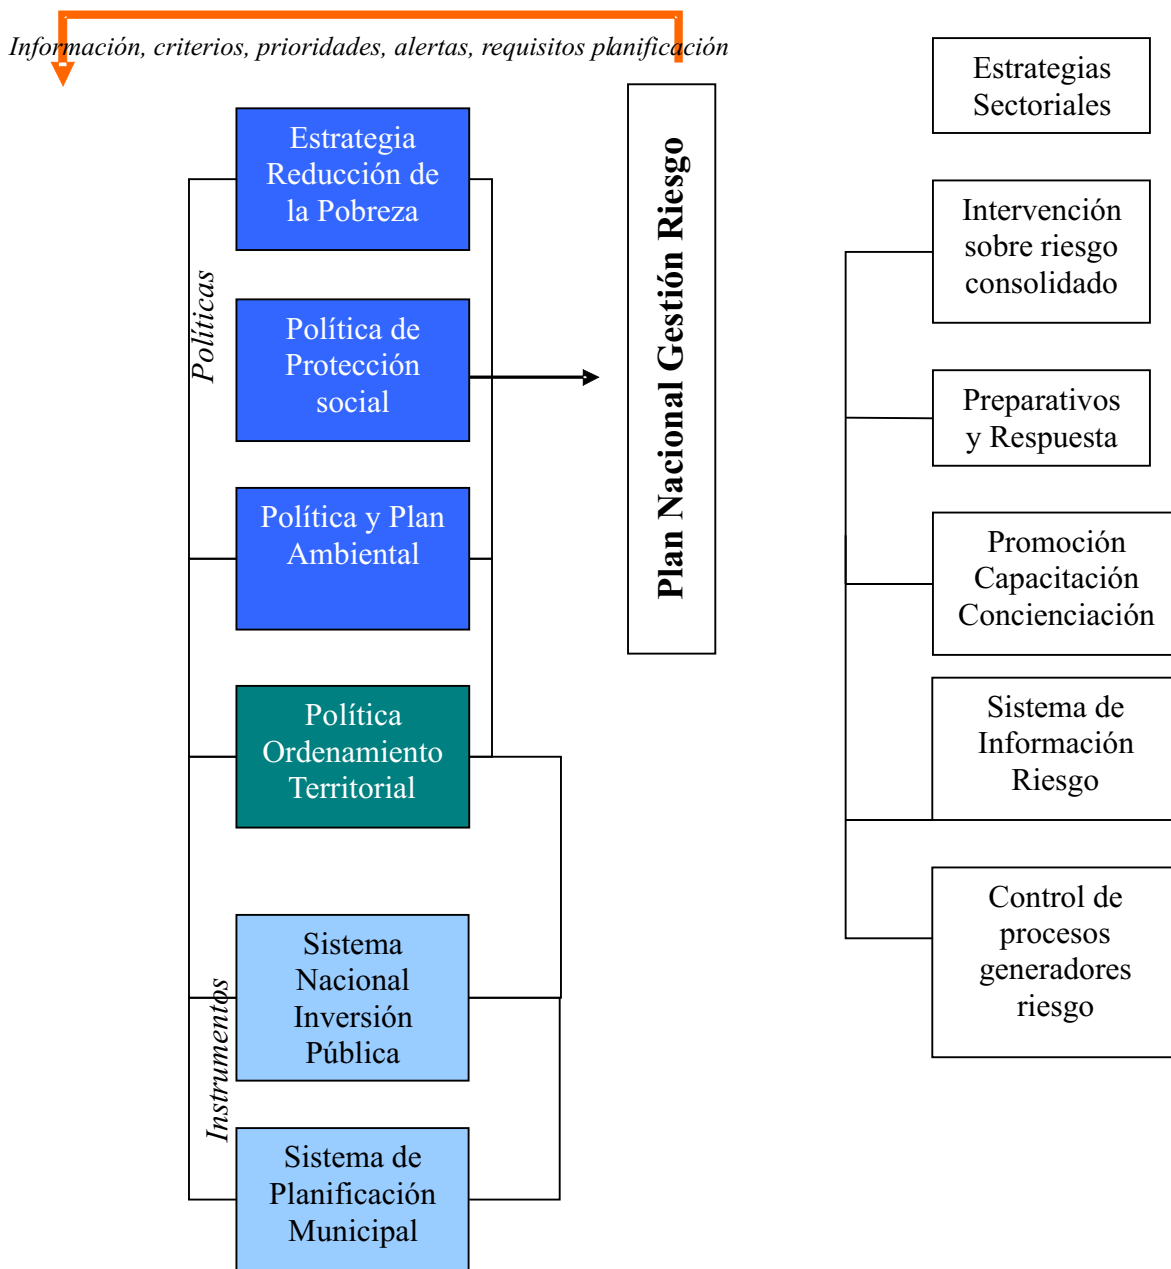 Información, criterios, prioridades, alertas, requisitos planificación
Políticas
Estrategia
Reducción de
la Pobreza
Política de
Protección
social
Política y Plan
Ambiental
Política
Ordenamiento
Territorial
Instrumentos
Sistema
Nacional
Inversión
Pública
Sistema de
Planificación
Municipal
Plan Nacional Gestión Riesgo
Estrategias
Sectoriales
Intervención
sobre riesgo
consolidado
Preparativos
y Respuesta
Promoción
Capacitación
Concienciación
Sistema de
Información
Riesgo
Control de
procesos
generadores
riesgo